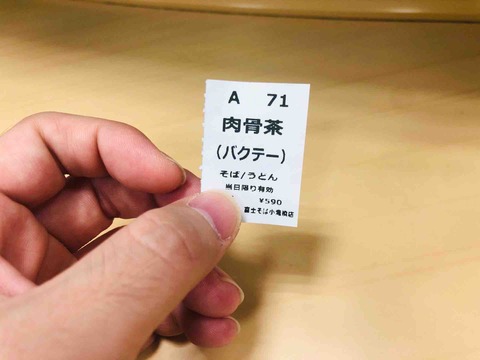 A 71
肉骨茶
(バクテー)
そば/うどん
当日限り有効
¥590
富士そば小滝橋店